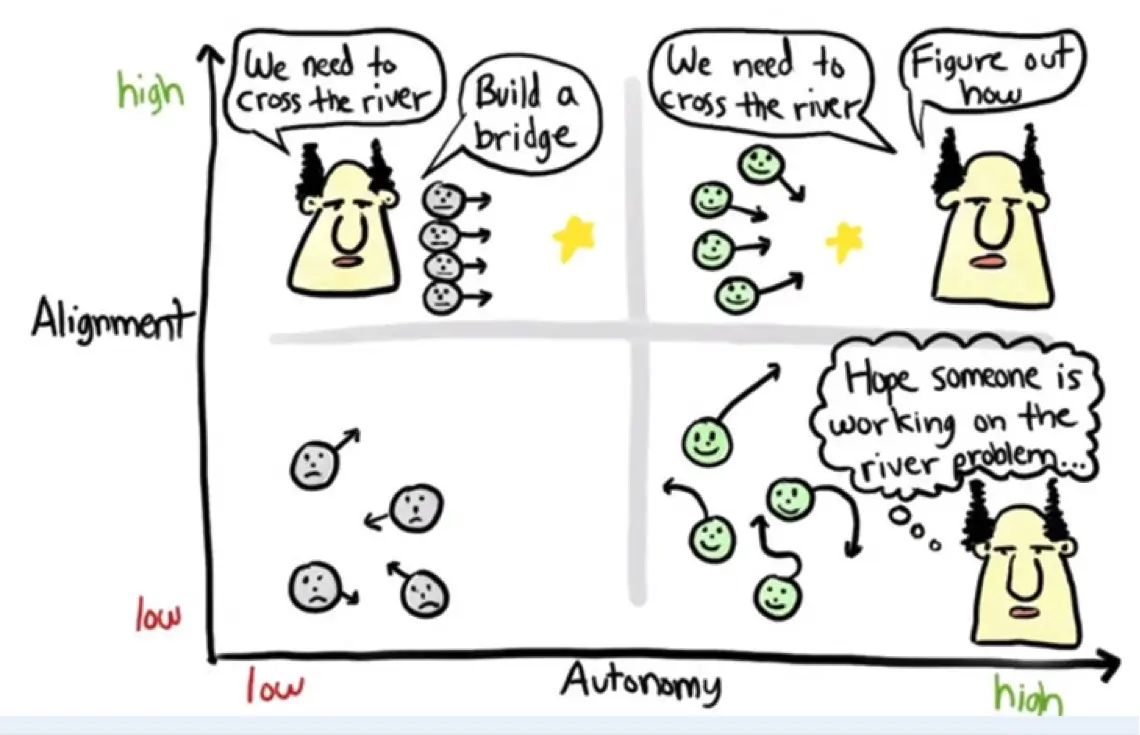 high
We need to
cross the river
Build a
bridge
We need to
cross the river
Figure out
how
Alignment
Hope someone is
working on the
river problem...
low
low
Autonomy
high